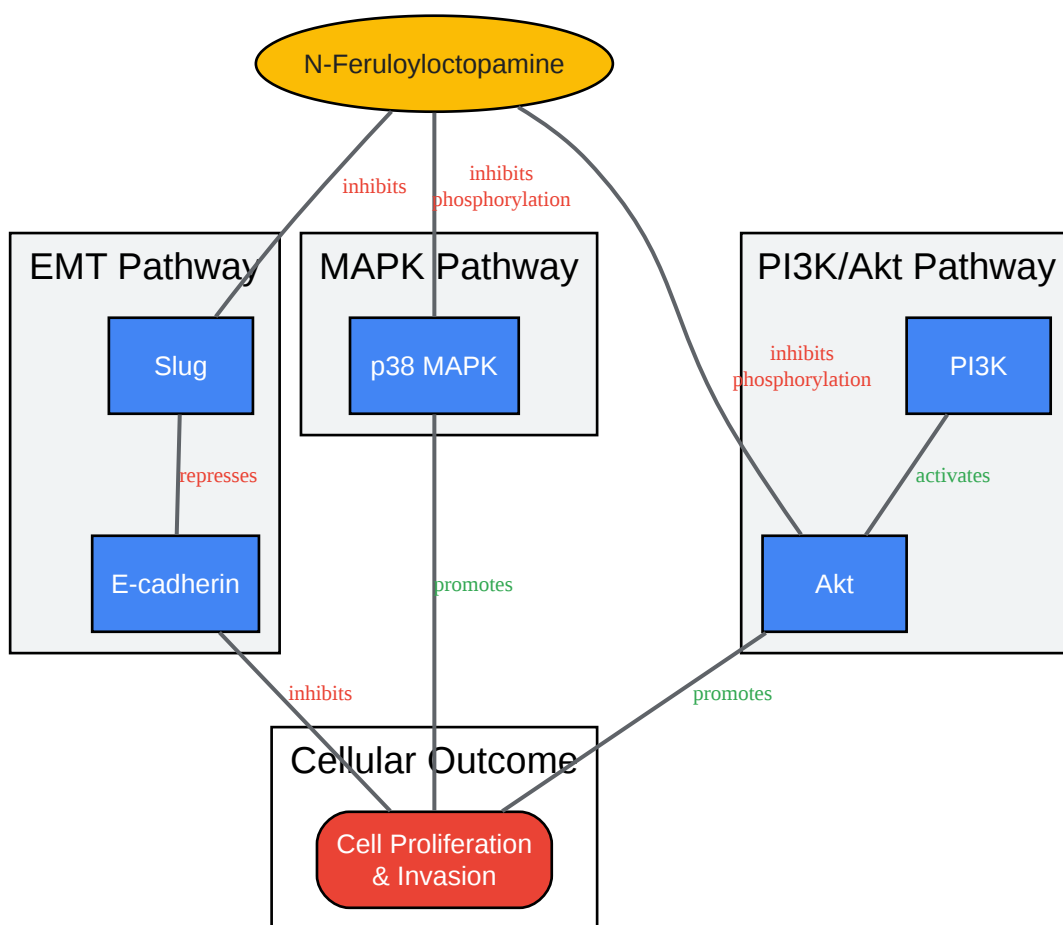 N-Feruloyloctopamine
inhibits
inhibits
phosphorylation
EMT Pathway
MAPK Pathway
PI3K/Akt Pathway
Slug
p38 MAPK
inhibits
phosphorylation
PI3K
represses
activates
E-cadherin
promotes
Akt
inhibits
promotes
Cellular Outcome
Cell Proliferation
& Invasion